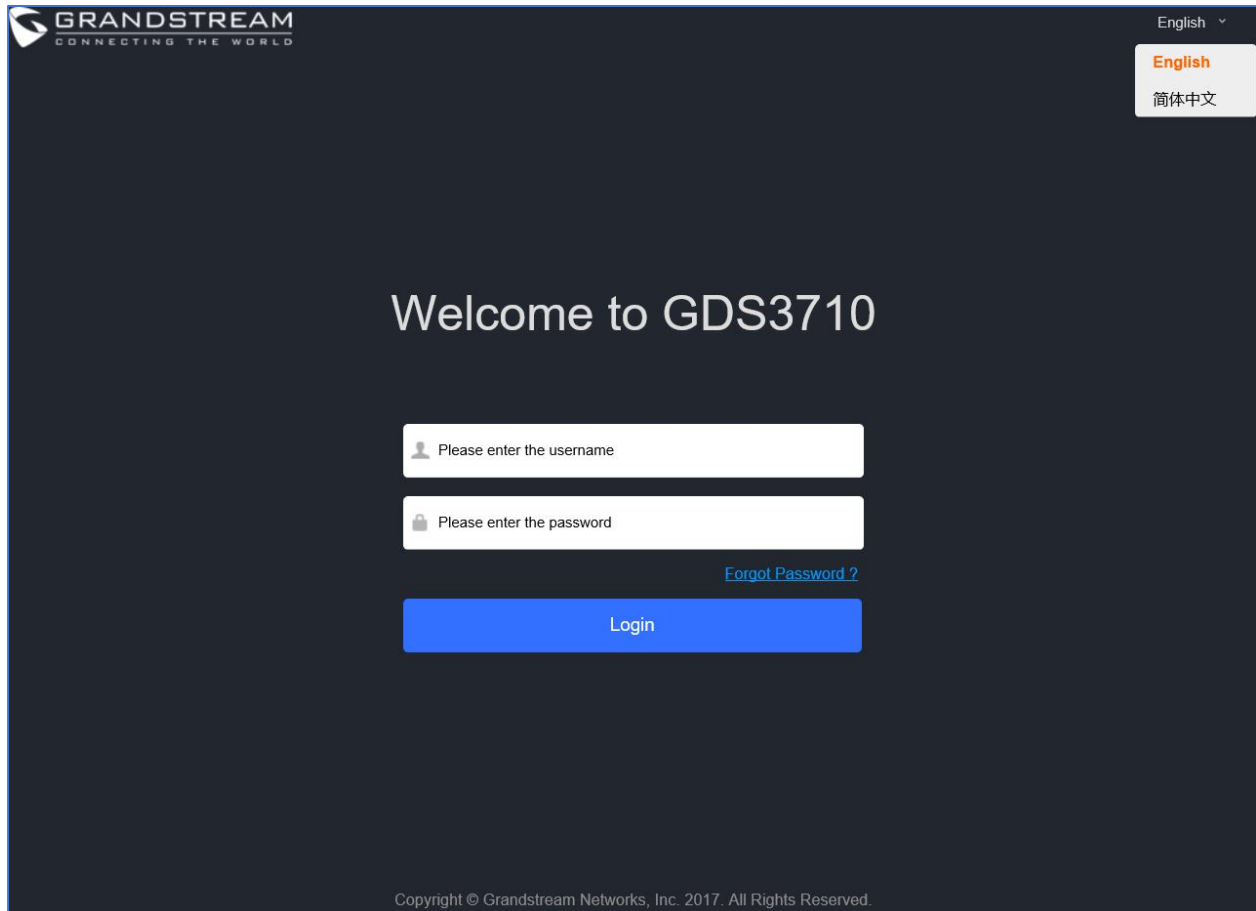 GRANDSTREAM
CONNECTING THE WORLD
English
English
简体中文
Welcome to GDS3710
Please enter the username
Please enter the password
Forgot Password ?
Login
Copyright © Grandstream Networks, Inc. 2017. All Rights Reserved.